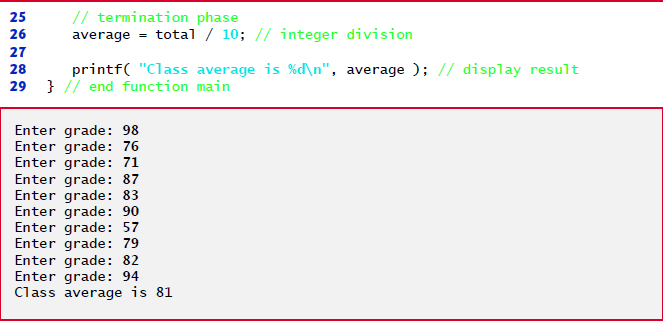 25 // termination phase
26 average = total / 10; // integer division
27
28 printf( "Class average is %d\n", average ); // display result
29 } // end function main
Enter grade: 98
Enter grade: 76
Enter grade: 71
Enter grade: 87
Enter grade: 83
Enter grade: 90
Enter grade: 57
Enter grade: 79
Enter grade: 82
Enter grade: 94
Class average is 81